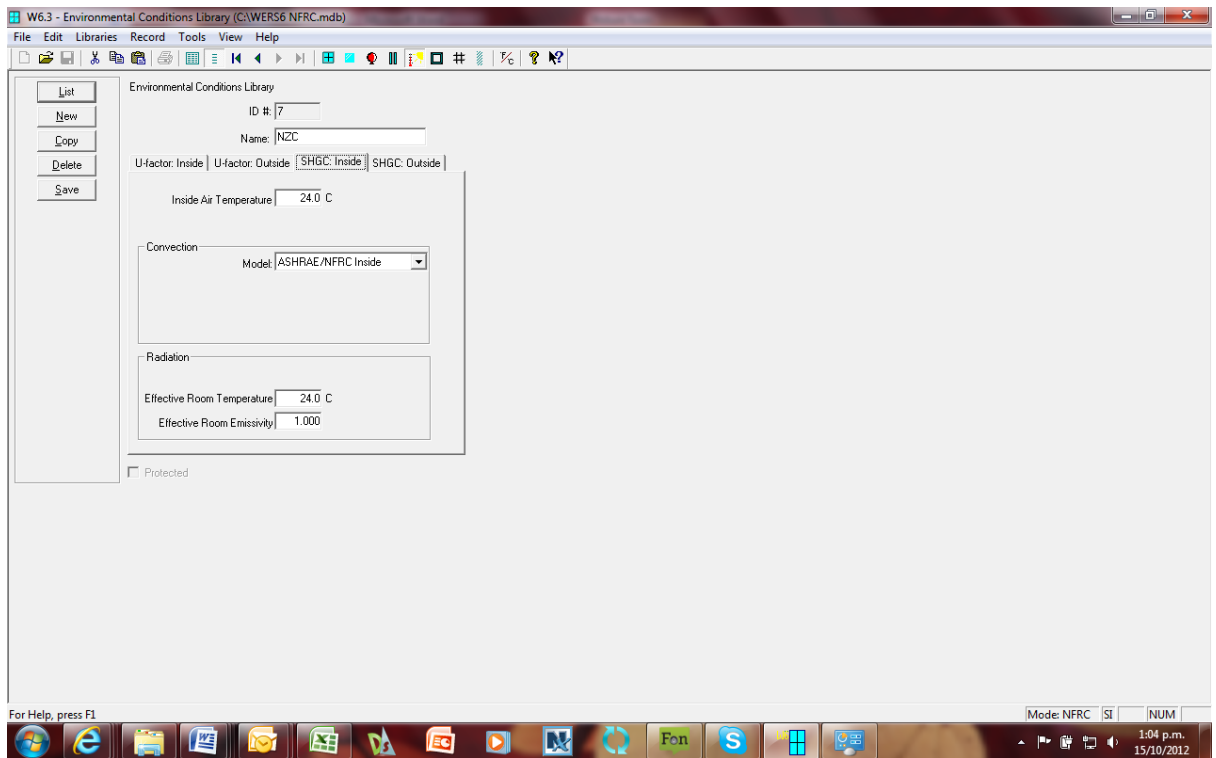 W6.3 - Environmental Conditions Library (C:\WERS6 NFRC.mdb)
File Edit Libraries Record Tools View Help
List
New
Copy
Delete
Save
Environmental Conditions Library
ID #: 7
Name: NZC
U-factor: Inside U-factor: Outside SHGC: Inside SHGC: Outside
Inside Air Temperature 24.0 C
Convection
Model: ASHRAE/NFRC Inside
Radiation
Effective Room Temperature 24.0 C
Effective Room Emissivity 1.000
Protected
For Help, press F1
Mode: NFRC SI NUM
Fon
1:04 p.m.
15/10/2012